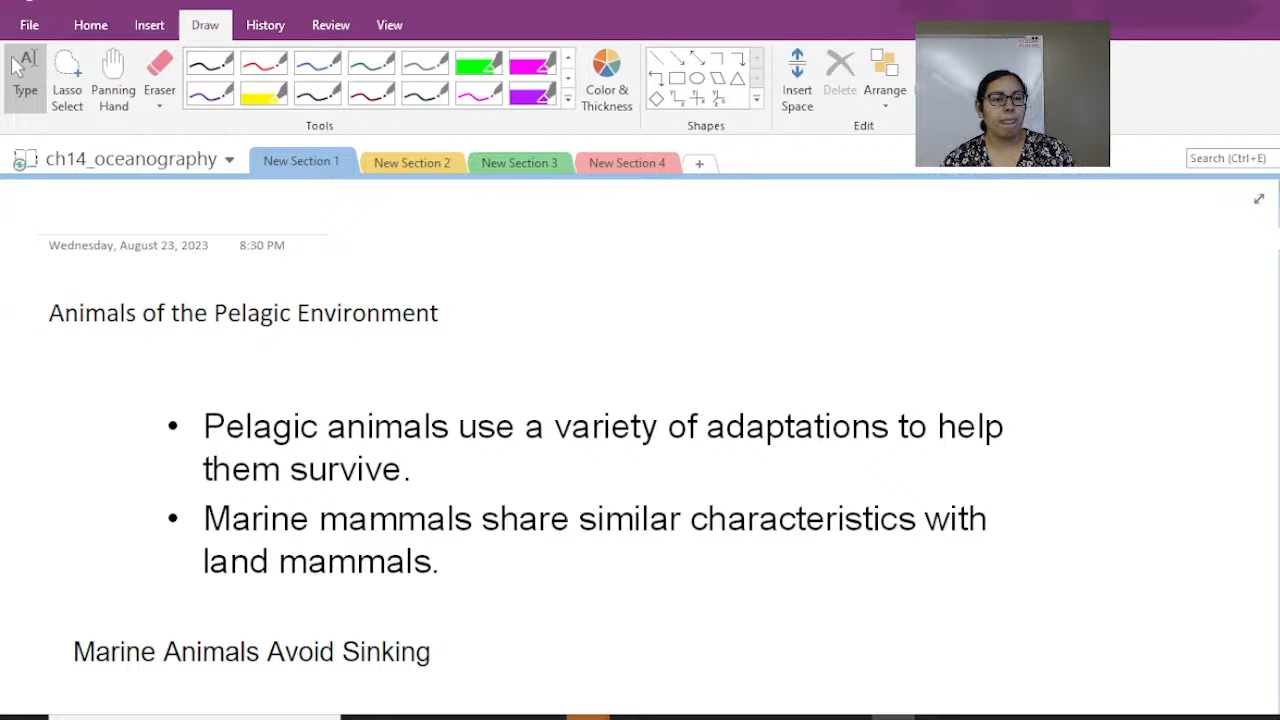 File Home Insert Draw History Review View
Type
Lasso Select
Panning Hand
Eraser
Color & Thickness
Insert Space
Delete
Arrange
Tools
Shapes
Edit
ch14_oceanography
New Section 1
New Section 2
New Section 3
New Section 4
Search (Ctrl+E)
Wednesday, August 23, 2023 8:30 PM
Animals of the Pelagic Environment
• Pelagic animals use a variety of adaptations to help
them survive.
• Marine mammals share similar characteristics with
land mammals.
Marine Animals Avoid Sinking